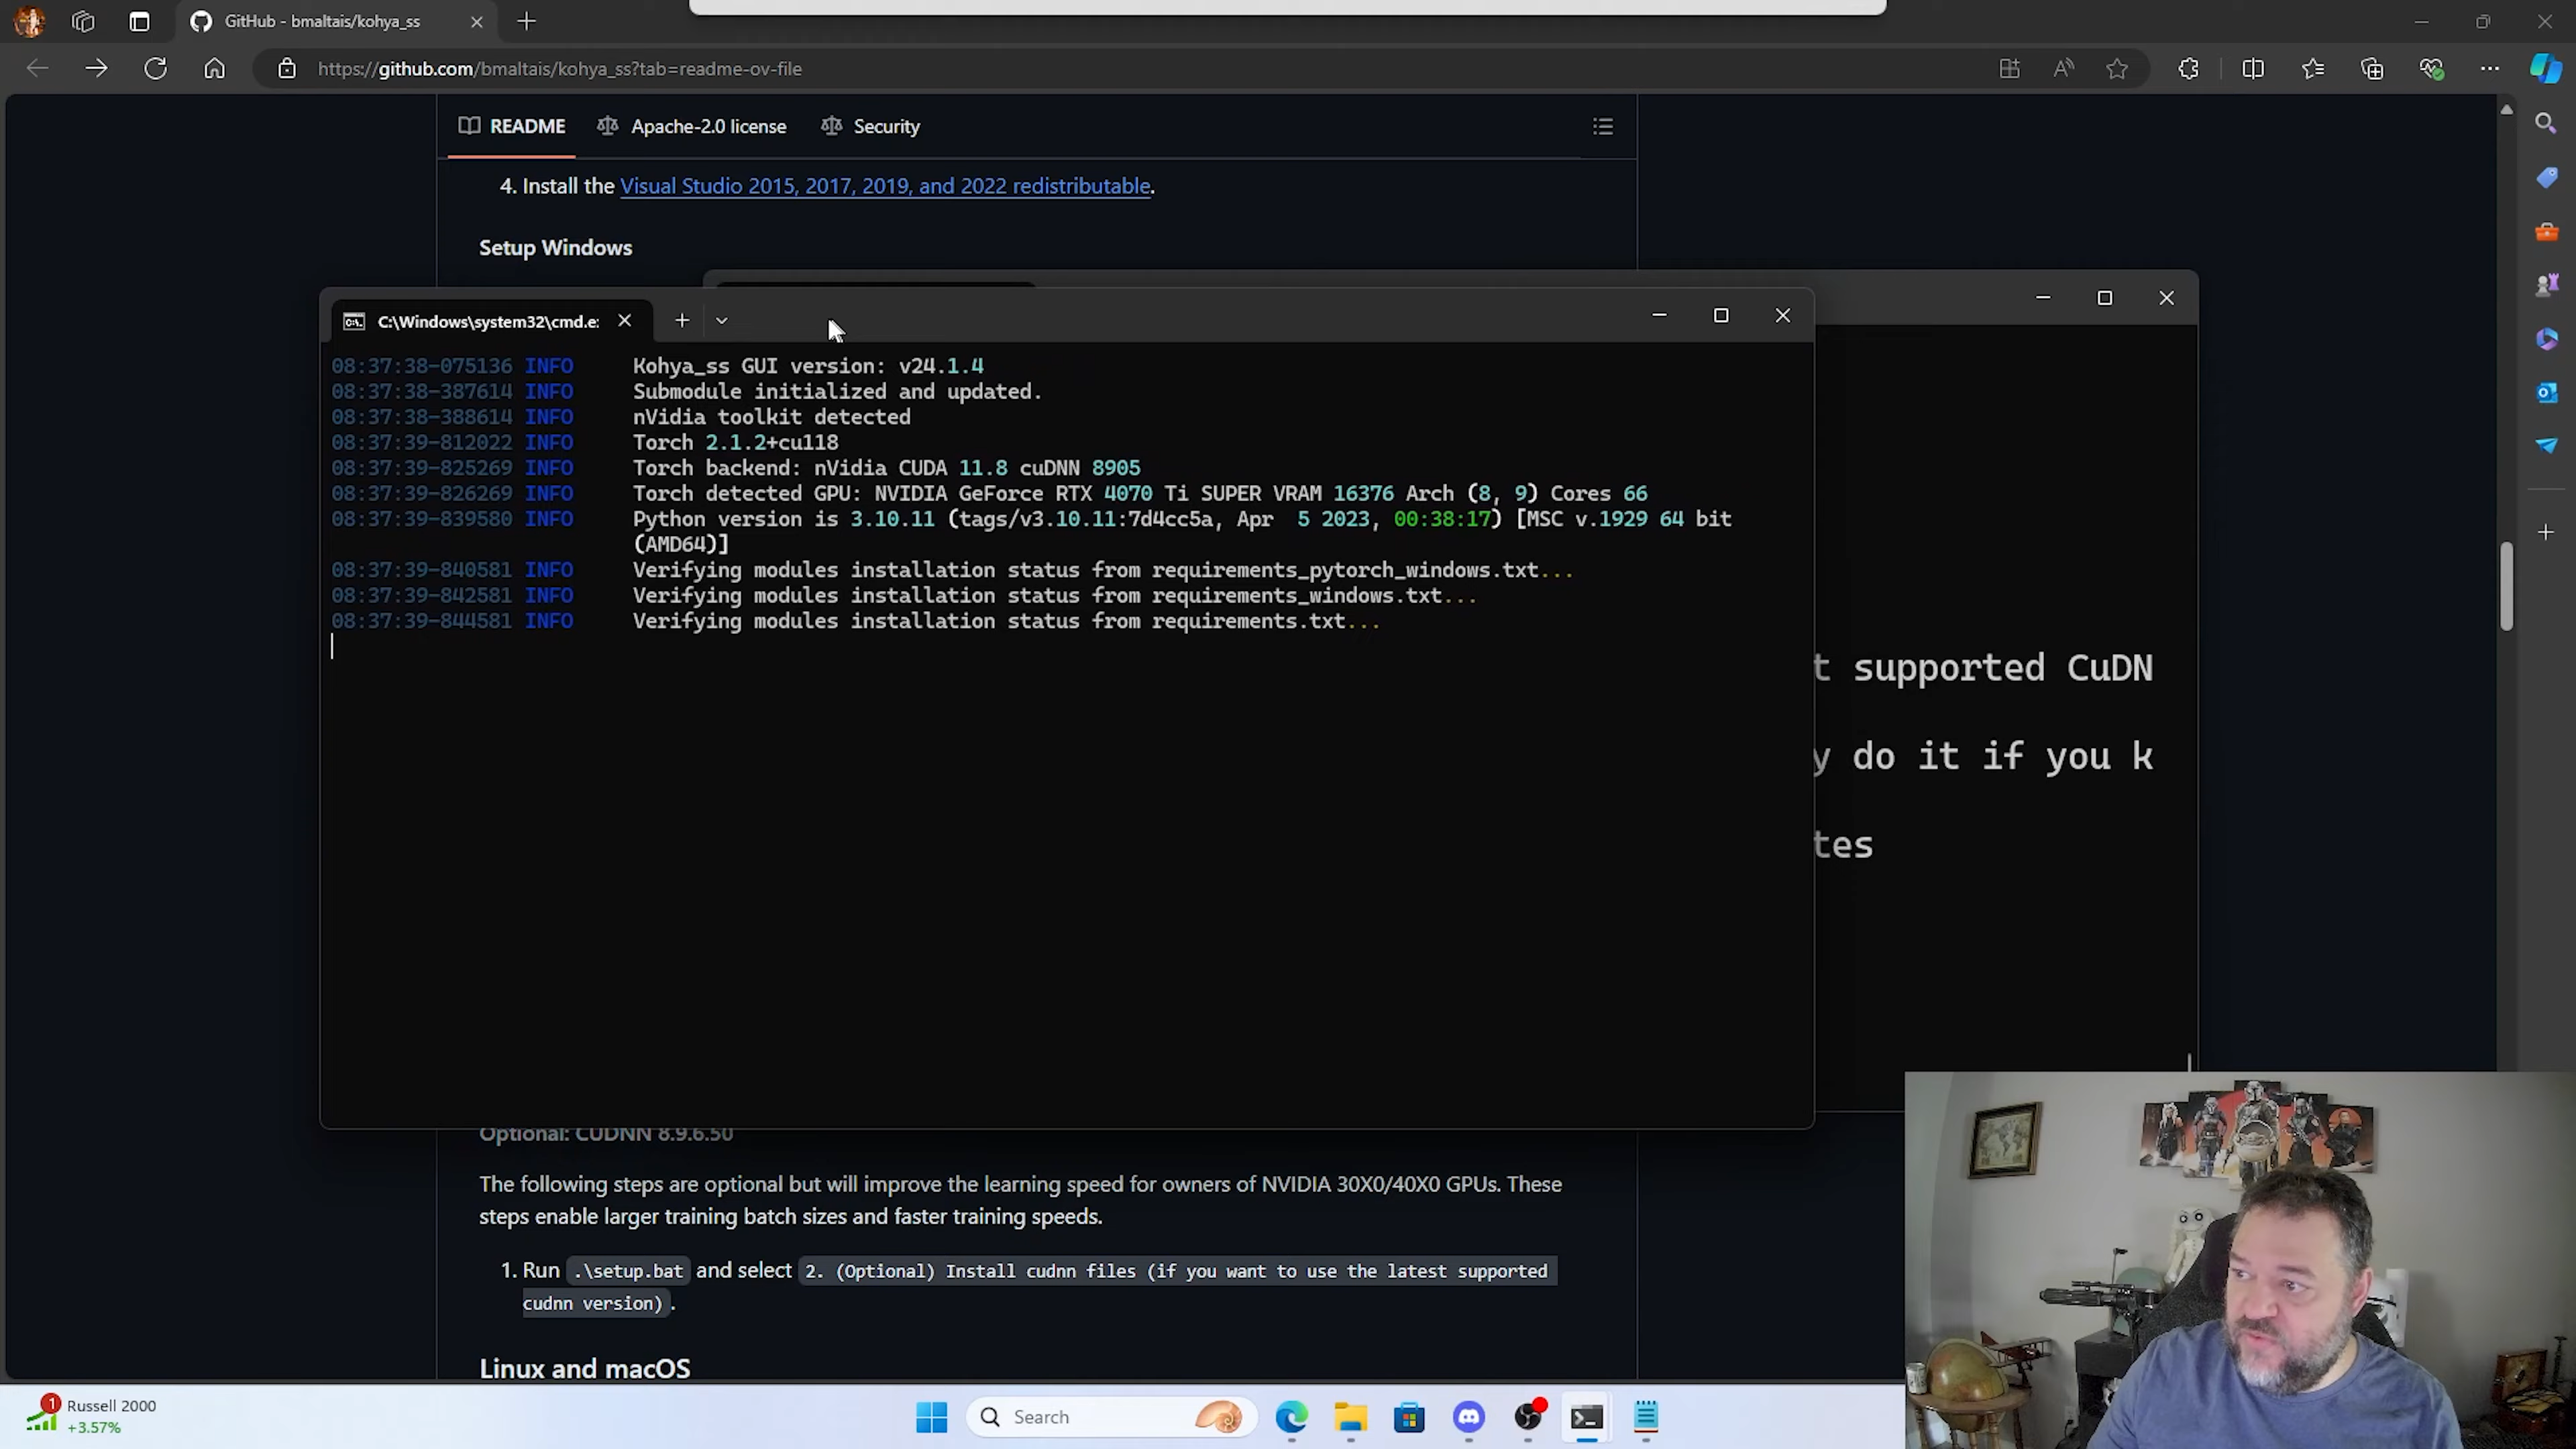 GitHub - bmaltais/kohya_ss
https://github.com/bmaltais/kohya_ss?tab=readme-ov-file
README Apache-2.0 license Security
4. Install the Visual Studio 2015, 2017, 2019, and 2022 redistributable.
Setup Windows
C:\Windows\system32\cmd.e:
08:37:38-075136 INFO Kohya_ss GUI version: v24.1.4
08:37:38-387614 INFO Submodule initialized and updated.
08:37:38-388614 INFO nVidia toolkit detected
08:37:39-812022 INFO Torch 2.1.2+cu118
08:37:39-825269 INFO Torch backend: nVidia CUDA 11.8 cuDNN 8905
08:37:39-826269 INFO Torch detected GPU: NVIDIA GeForce RTX 4070 Ti SUPER VRAM 16376 Arch (8, 9) Cores 66
08:37:39-839580 INFO Python version is 3.10.11 (tags/v3.10.11:7d4cc5a, Apr  5 2023, 00:38:17) [MSC v.1929 64 bit
(AMD64)]
08:37:39-840581 INFO Verifying modules installation status from requirements_pytorch_windows.txt...
08:37:39-842581 INFO Verifying modules installation status from requirements_windows.txt...
08:37:39-844581 INFO Verifying modules installation status from requirements.txt...
t supported CuDN
y do it if you k
tes
Optional: CUDNN 8.9.6.50
The following steps are optional but will improve the learning speed for owners of NVIDIA 30X0/40X0 GPUs. These
steps enable larger training batch sizes and faster training speeds.
1. Run .\setup.bat and select 2. (Optional) Install cudnn files (if you want to use the latest supported
cudnn version).
Linux and macOS
1
Russell 2000
+3.57%
Search